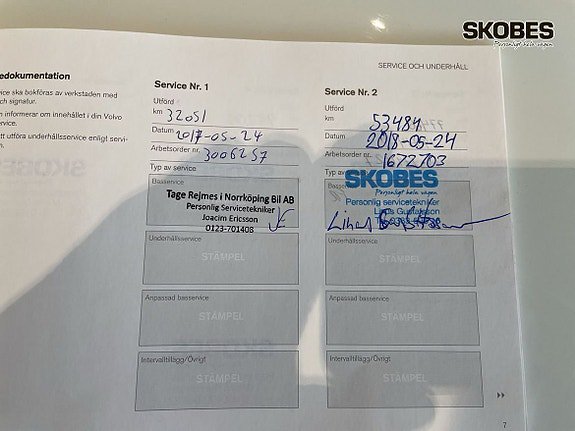 SKOBES
Personligt hela vägen
SERVICE OCH UNDERHÅLL
edokumentation
ice ska bokföras av verkstaden med
ch signatur.
n informerar om innehållet i din Volvo
service.
tt utföra underhållsservice enligt servi-
n.
Service Nr. 1
Utförd
km 32051
Datum 2017-05-24
Arbetsorder nr. 3006257
Typ av service
Basservice
Tage Rejmes i Norrköping Bil AB
Personlig Servicetekniker
Joacim Ericsson
0123-701408
JE
Underhållsservice
STÄMPEL
Anpassad basservice
STÄMPEL
Intervalltillägg/Övrigt
STÄMPEL
Service Nr. 2
Utförd
km 53484
Datum 2018-05-24
Arbetsorder nr. 1672703
Typ av
SKOBES
Personligt hela vägen
Personlig servicetekniker
Linus Gustafsson
Underhållsservice
STÄMPEL
Anpassad basservice
STÄMPEL
Intervalltillägg/Övrigt
STÄMPEL
7